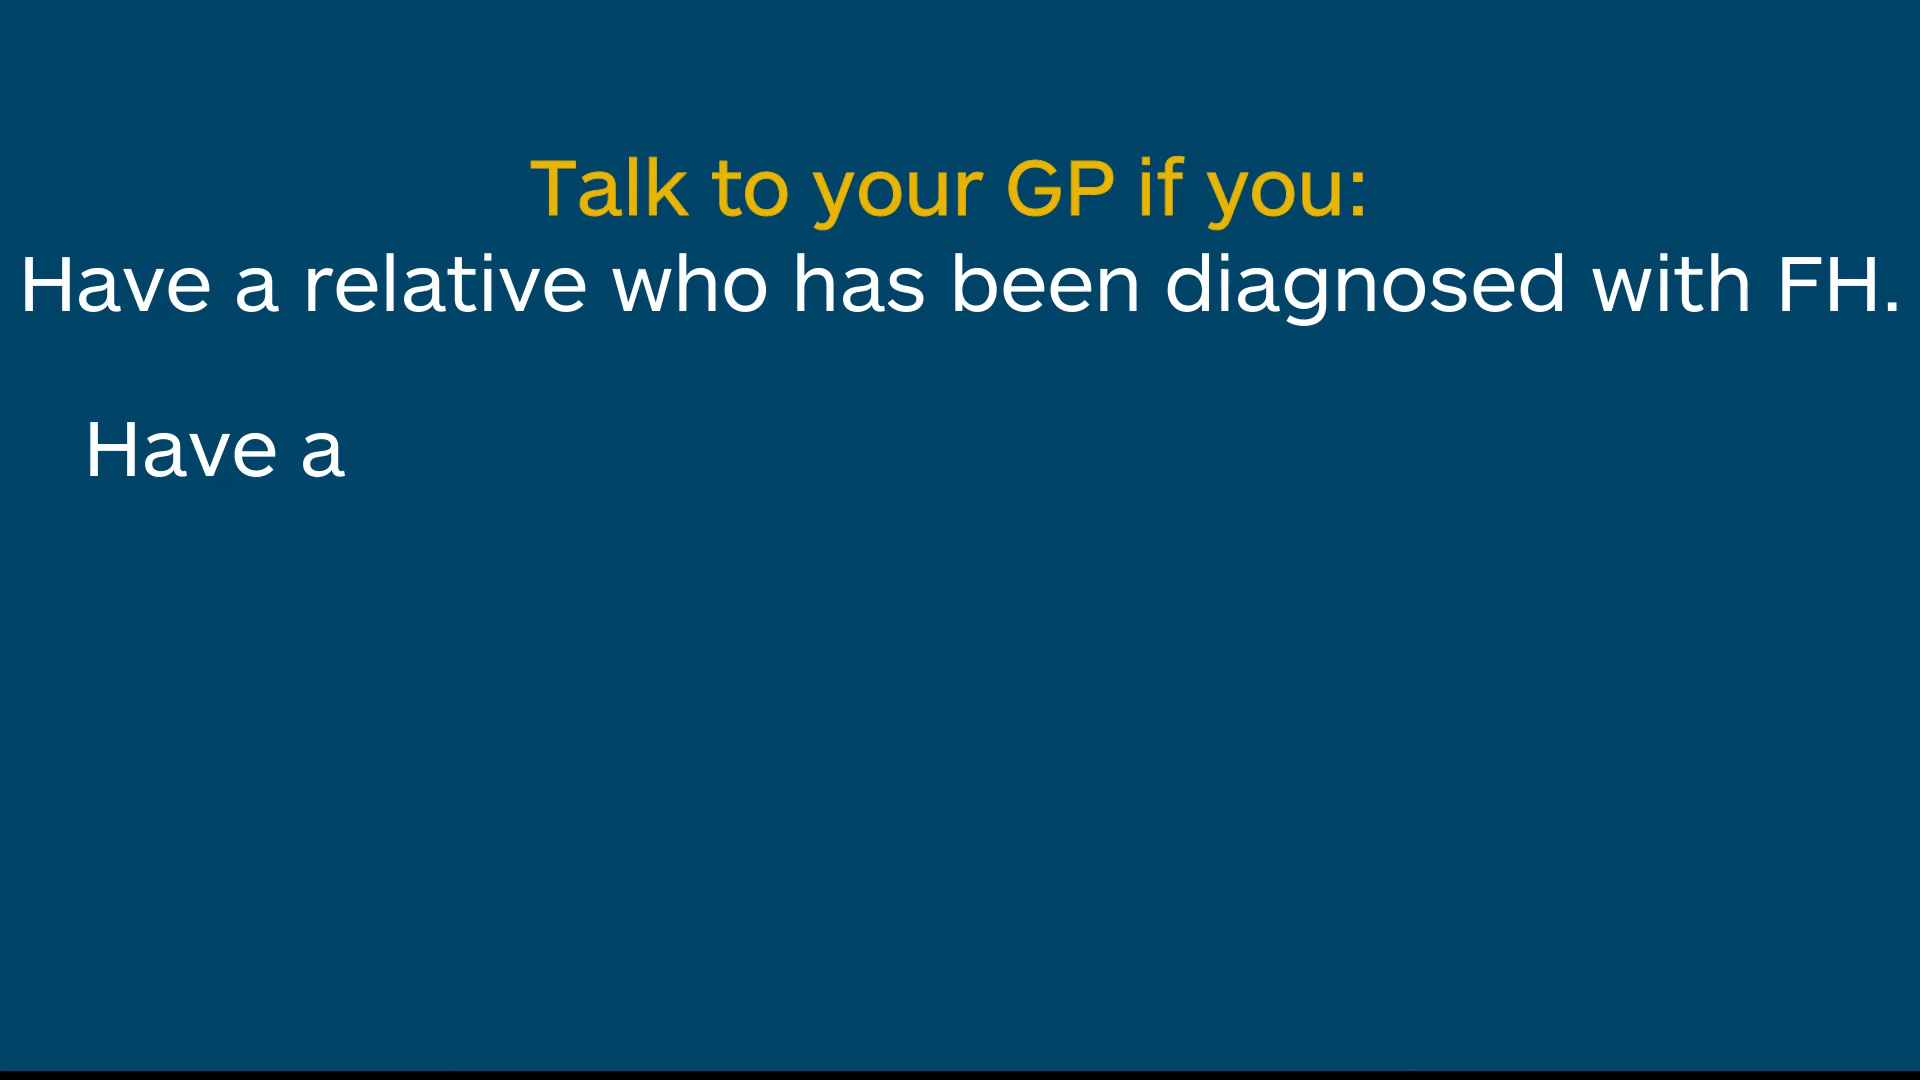 Talk to your GP if you:
Have a relative who has been diagnosed with FH.
Have a